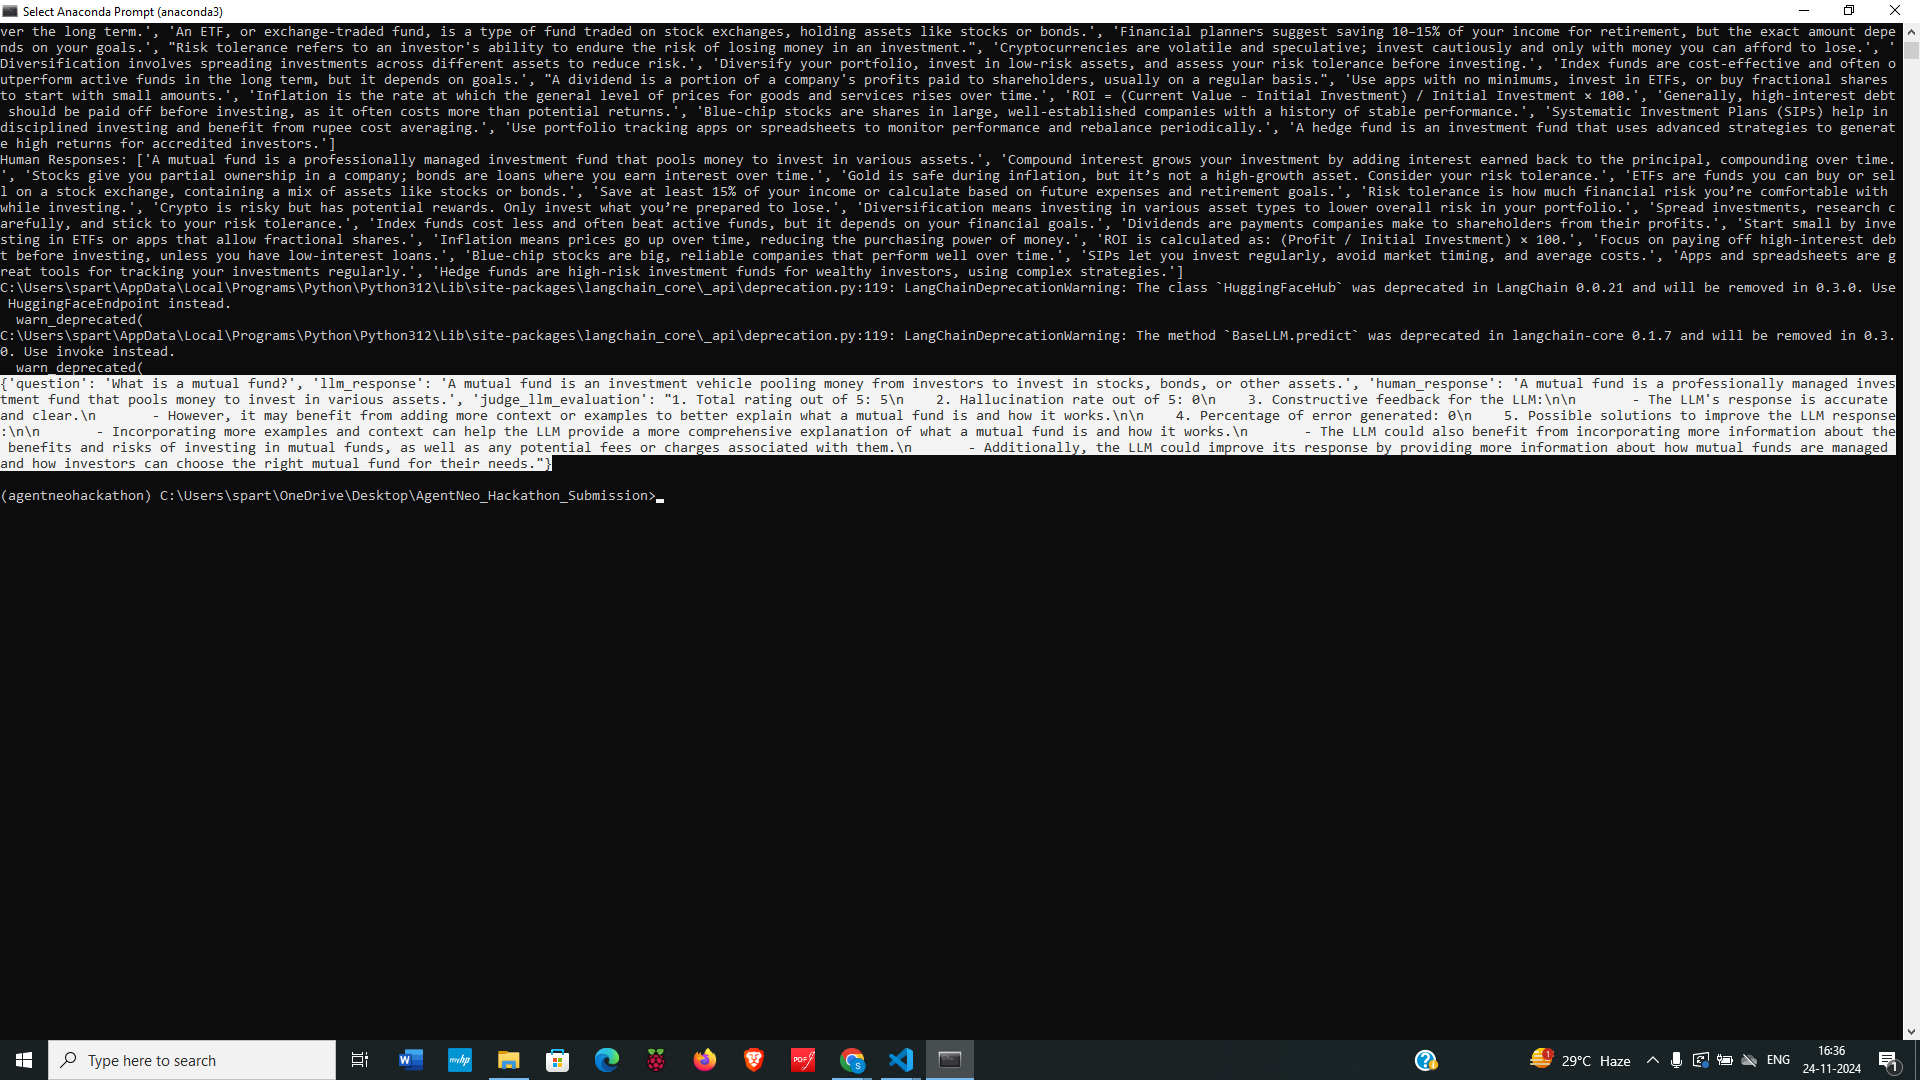 Select Anaconda Prompt (anaconda3)
ver the long term.', 'An ETF, or exchange-traded fund, is a type of fund traded on stock exchanges, holding assets like stocks or bonds.', 'Financial planners suggest saving 10–15% of your income for retirement, but the exact amount depe
nds on your goals.', "Risk tolerance refers to an investor's ability to endure the risk of losing money in an investment.", 'Cryptocurrencies are volatile and speculative; invest cautiously and only with money you can afford to lose.', '
Diversification involves spreading investments across different assets to reduce risk.', 'Diversify your portfolio, invest in low-risk assets, and assess your risk tolerance before investing.', 'Index funds are cost-effective and often o
utperform active funds in the long term, but it depends on goals.', "A dividend is a portion of a company's profits paid to shareholders, usually on a regular basis.", 'Use apps with no minimums, invest in ETFs, or buy fractional shares
to start with small amounts.', 'Inflation is the rate at which the general level of prices for goods and services rises over time.', 'ROI = (Current Value - Initial Investment) / Initial Investment × 100.', 'Generally, high-interest debt
 should be paid off before investing, as it often costs more than potential returns.', 'Blue-chip stocks are shares in large, well-established companies with a history of stable performance.', 'Systematic Investment Plans (SIPs) help in
disciplined investing and benefit from rupee cost averaging.', 'Use portfolio tracking apps or spreadsheets to monitor performance and rebalance periodically.', 'A hedge fund is an investment fund that uses advanced strategies to generat
e high returns for accredited investors.']
Human Responses: ['A mutual fund is a professionally managed investment fund that pools money to invest in various assets.', 'Compound interest grows your investment by adding interest earned back to the principal, compounding over time.
', 'Stocks give you partial ownership in a company; bonds are loans where you earn interest over time.', 'Gold is safe during inflation, but it’s not a high-growth asset. Consider your risk tolerance.', 'ETFs are funds you can buy or sel
l on a stock exchange, containing a mix of assets like stocks or bonds.', 'Save at least 15% of your income or calculate based on future expenses and retirement goals.', 'Risk tolerance is how much financial risk you’re comfortable with
while investing.', 'Crypto is risky but has potential rewards. Only invest what you’re prepared to lose.', 'Diversification means investing in various asset types to lower overall risk in your portfolio.', 'Spread investments, research c
arefully, and stick to your risk tolerance.', 'Index funds cost less and often beat active funds, but it depends on your financial goals.', 'Dividends are payments companies make to shareholders from their profits.', 'Start small by inve
sting in ETFs or apps that allow fractional shares.', 'Inflation means prices go up over time, reducing the purchasing power of money.', 'ROI is calculated as: (Profit / Initial Investment) × 100.', 'Focus on paying off high-interest deb
t before investing, unless you have low-interest loans.', 'Blue-chip stocks are big, reliable companies that perform well over time.', 'SIPs let you invest regularly, avoid market timing, and average costs.', 'Apps and spreadsheets are g
reat tools for tracking your investments regularly.', 'Hedge funds are high-risk investment funds for wealthy investors, using complex strategies.']
C:\Users\spart\AppData\Local\Programs\Python\Python312\Lib\site-packages\langchain_core\_api\deprecation.py:119: LangChainDeprecationWarning: The class `HuggingFaceHub` was deprecated in LangChain 0.0.21 and will be removed in 0.3.0. Use
 HuggingFaceEndpoint instead.
  warn_deprecated(
C:\Users\spart\AppData\Local\Programs\Python\Python312\Lib\site-packages\langchain_core\_api\deprecation.py:119: LangChainDeprecationWarning: The method `BaseLLM.predict` was deprecated in langchain-core 0.1.7 and will be removed in 0.3.
0. Use invoke instead.
  warn_deprecated(
{'question': 'What is a mutual fund?', 'llm_response': 'A mutual fund is an investment vehicle pooling money from investors to invest in stocks, bonds, or other assets.', 'human_response': 'A mutual fund is a professionally managed inves
tment fund that pools money to invest in various assets.', 'judge_llm_evaluation': "1. Total rating out of 5: 5\n    2. Hallucination rate out of 5: 0\n    3. Constructive feedback for the LLM:\n\n       - The LLM's response is accurate
and clear.\n       - However, it may benefit from adding more context or examples to better explain what a mutual fund is and how it works.\n\n    4. Percentage of error generated: 0\n    5. Possible solutions to improve the LLM response
:\n\n       - Incorporating more examples and context can help the LLM provide a more comprehensive explanation of what a mutual fund is and how it works.\n       - The LLM could also benefit from incorporating more information about the
 benefits and risks of investing in mutual funds, as well as any potential fees or charges associated with them.\n       - Additionally, the LLM could improve its response by providing more information about how mutual funds are managed
and how investors can choose the right mutual fund for their needs."}
(agentneohackathon) C:\Users\spart\OneDrive\Desktop\AgentNeo_Hackathon_Submission>
Type here to search
29°C Haze
ENG
16:36
24-11-2024